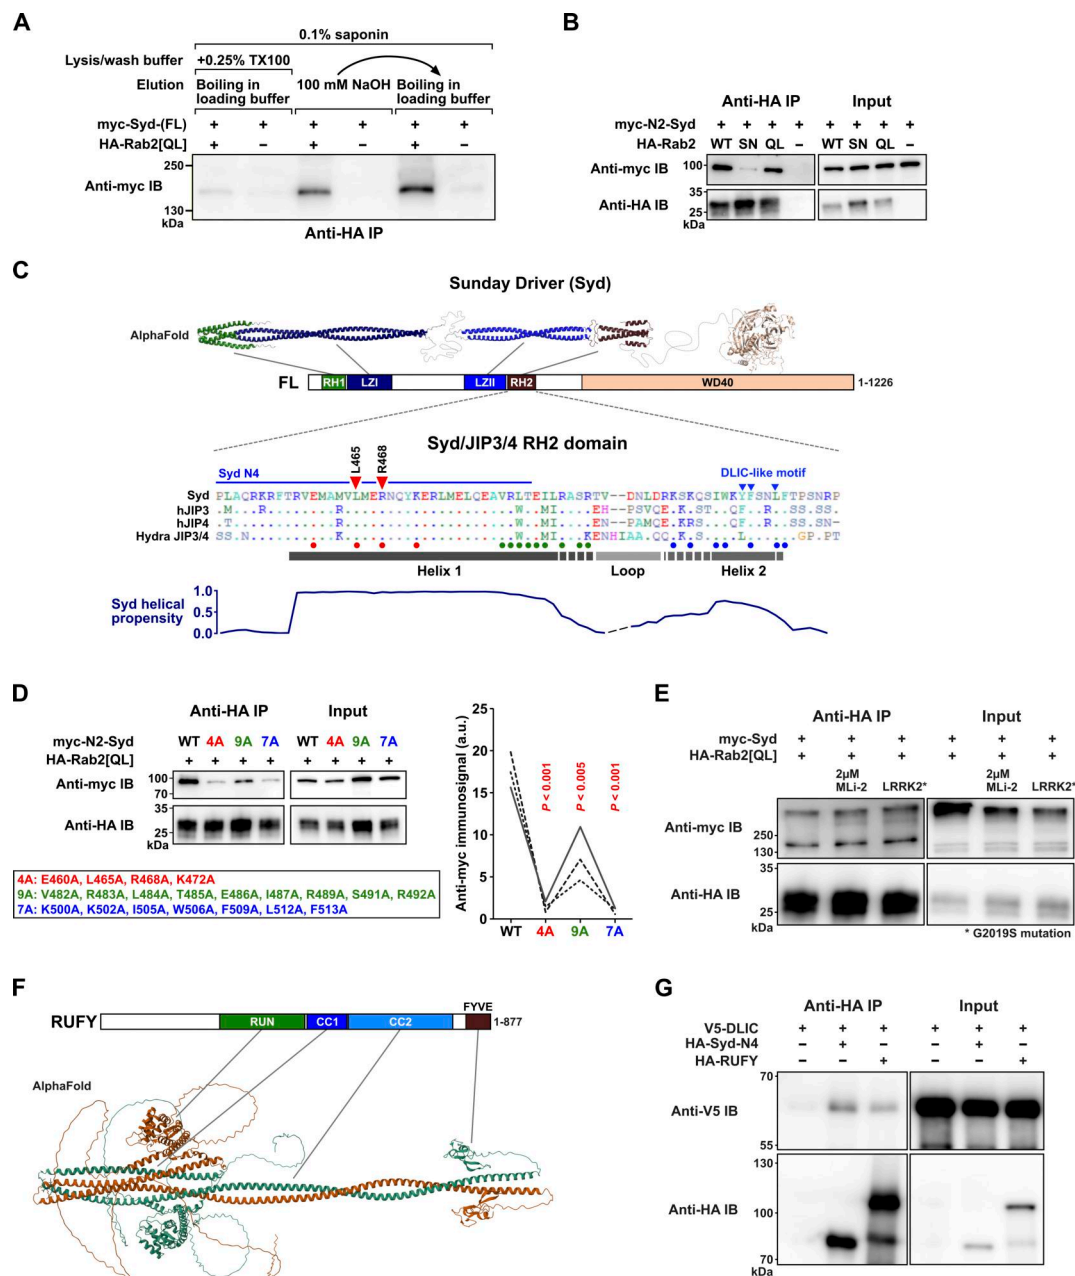 A
0.1% saponin
Lysis/wash buffer
+0.25% TX100
Elution
Boiling in loading buffer
100 mM NaOH
Boiling in loading buffer
myc-Syd-(FL) + + + + + +
HA-Rab2[QL] + − + − + −
250
Anti-myc IB
130
kDa
Anti-HA IP
B
Anti-HA IP Input
myc-N2-Syd + + + + + + + +
HA-Rab2 WT SN QL − WT SN QL −
Anti-myc IB 100
35
Anti-HA IB
25
kDa
C
Sunday Driver (Syd)
AlphaFold
FL RH1 LZI LZII RH2 WD40 1-1226
Syd/JIP3/4 RH2 domain
L465
R468
Syd N4
DLIC-like motif
Syd PLAQRKRFTRVEMAMVLMERNQYKERLMELQEAVRLTEILRASRTV--DNLDRKSKQSIWKYFSNLFTPSNRP
hJIP3
hJIP4
Hydra JIP3/4
Helix 1 Loop Helix 2
Syd helical propensity
1.0
0.5
0.0
D
Anti-HA IP Input
myc-N2-Syd WT 4A 9A 7A WT 4A 9A 7A
HA-Rab2[QL] + + + + + + + +
Anti-myc IB 100
70
35
Anti-HA IB
25
kDa
4A: E460A, L465A, R468A, K472A
9A: V482A, R483A, L484A, T485A, E486A, I487A, R489A, S491A, R492A
7A: K500A, K502A, I505A, W506A, F509A, L512A, F513A
Anti-myc immunosignal (a.u.)
25
20
15
10
5
0
P < 0.001
P < 0.005
P < 0.001
WT 4A 9A 7A
E
Anti-HA IP Input
myc-Syd + + + + + +
HA-Rab2[QL] + + + + + +
2μM MLi-2 LRRK2* 2μM MLi-2 LRRK2*
Anti-myc IB
250
130
Anti-HA IB
35
25
kDa
* G2019S mutation
F
FYVE
RUFY RUN CC1 CC2 1-877
AlphaFold
G
Anti-HA IP Input
V5-DLIC + + + + + +
HA-Syd-N4 − + − − + −
HA-RUFY − − + − − +
70
Anti-V5 IB
55
130
Anti-HA IB
100
70
kDa